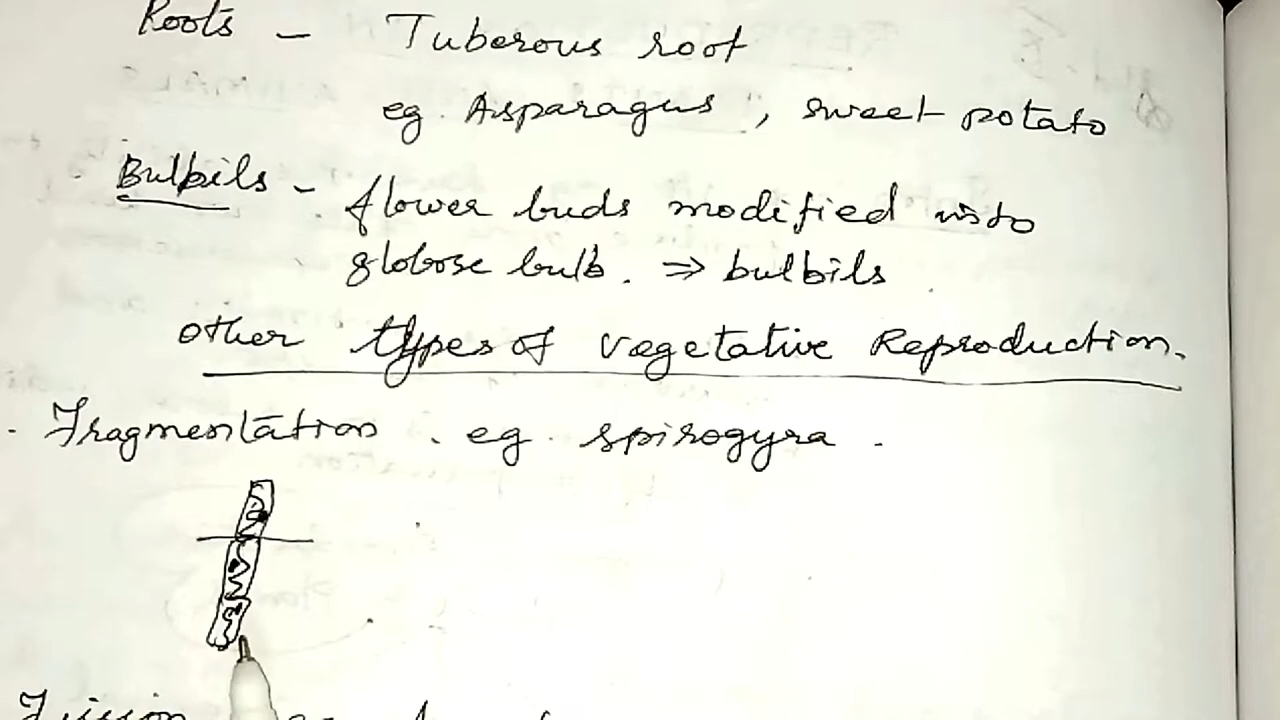 Roots - Tuberous root
eg. Asparagus, sweet potato
Bulbils - flower buds modified into
globose bulb. ⇒ bulbils
other types of vegetative Reproduction.
. Fragmentation. eg. spirogyra.
Fission